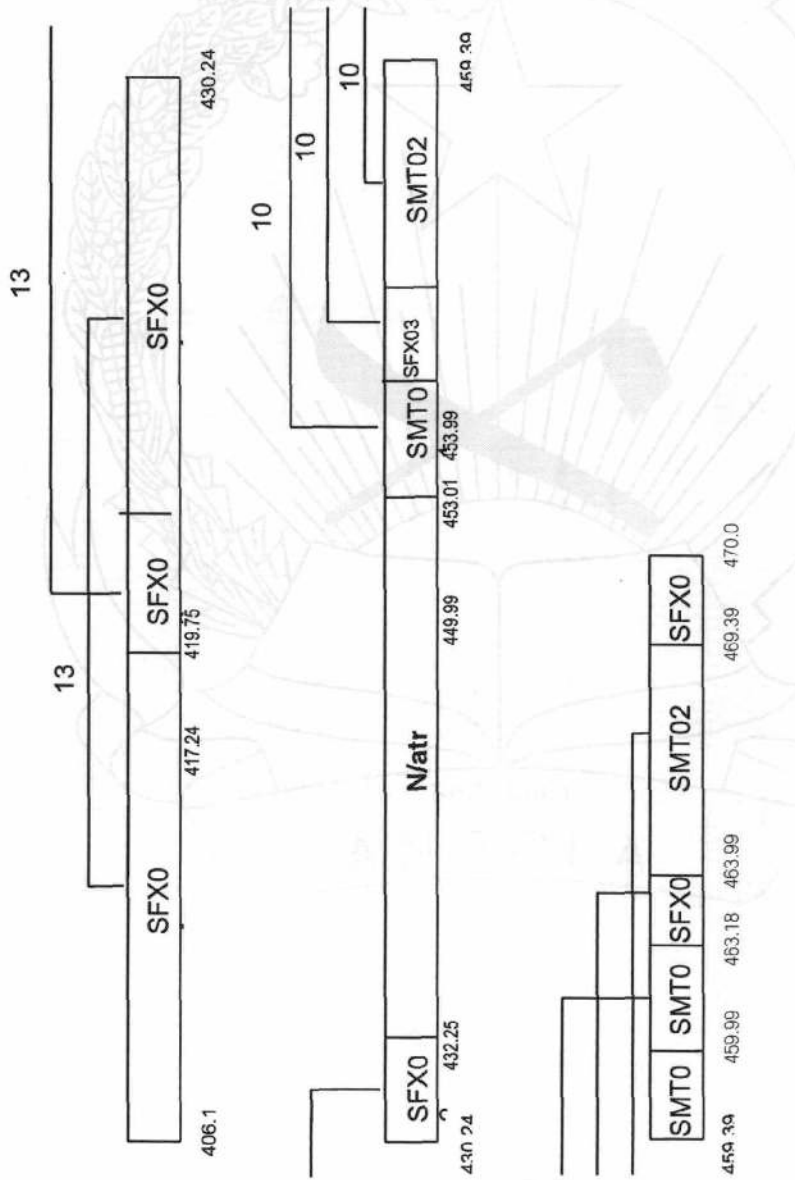 13
13
SFX0 SFX0 SFX0
406.1 417.24 419.75 430.24
10
10
10
SFX0 N/atr SMT0 SFX03 SMT02
430.24 432.25 449.99 453.01 453.99 459.39
SMT0 SMT0 SFX0 SMT02 SFX0
459.39 459.99 463.18 463.99 469.39 470.0